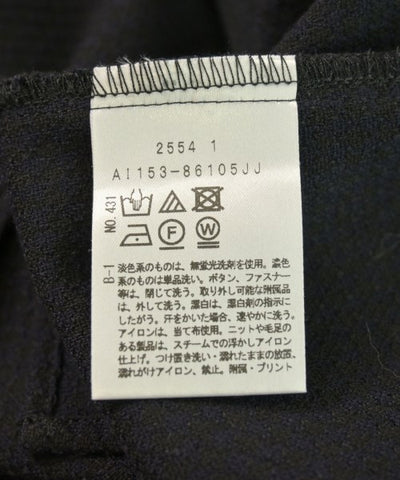 2554 1
AI153-86105JJ
NO.431
B-1
F
W
淡色系のものは、無蛍光洗剤を使用。濃色
系のものは単品洗い。ボタン、ファスナー
等は、閉じて洗う。取り外し可能な附属品
は、外して洗う。漂白は、漂白剤の指示に
したがう。汗をかいた場合、速やかに洗う。
アイロンは、当て布使用。ニットや毛足の
ある製品は、スチームでの浮かしアイロン
仕上げ。つけ置き洗い・濡れたままの放置、
濡れがけアイロン、禁止。附属・プリント